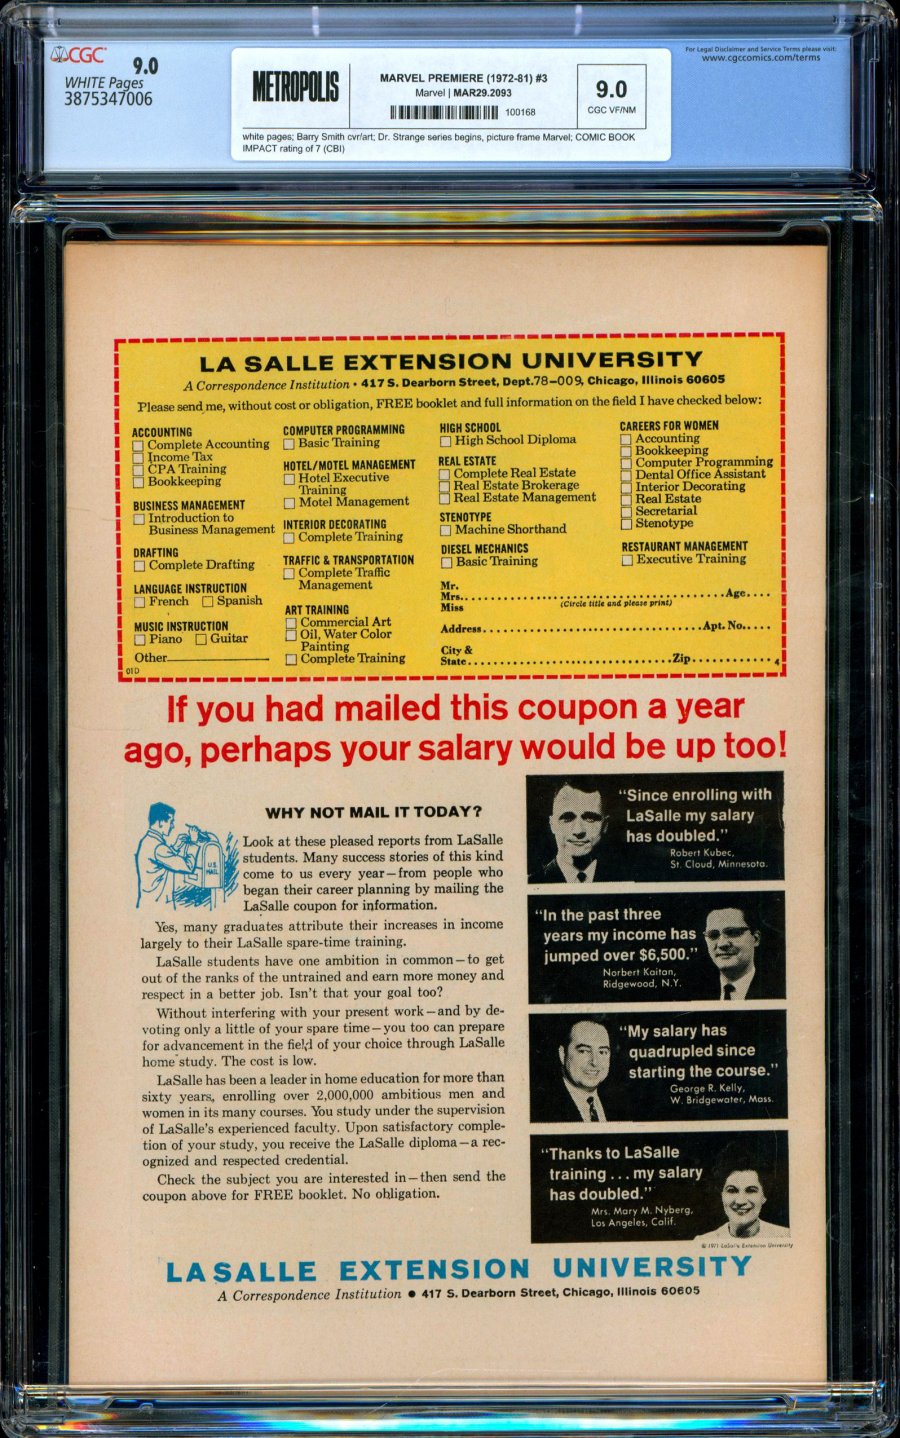 CGC
9.0
WHITE Pages
3875347006
METROPOLIS
MARVEL PREMIERE (1972-81) #3
Marvel | MAR29.2093
100168
9.0
CGC VF/NM
white pages; Barry Smith cvr/art; Dr. Strange series begins, picture frame Marvel; COMIC BOOK
IMPACT rating of 7 (CBI)
For Legal Disclaimer and Service Terms please visit:
www.cgccomics.com/terms
LA SALLE EXTENSION UNIVERSITY
A Correspondence Institution • 417 S. Dearborn Street, Dept.78-009, Chicago, Illinois 60605
Please send me, without cost or obligation, FREE booklet and full information on the field I have checked below:
ACCOUNTING
Complete Accounting
Income Tax
CPA Training
Bookkeeping
BUSINESS MANAGEMENT
Introduction to
Business Management
DRAFTING
Complete Drafting
LANGUAGE INSTRUCTION
French Spanish
MUSIC INSTRUCTION
Piano Guitar
Other
01D
COMPUTER PROGRAMMING
Basic Training
HOTEL/MOTEL MANAGEMENT
Hotel Executive
Training
Motel Management
INTERIOR DECORATING
Complete Training
TRAFFIC & TRANSPORTATION
Complete Traffic
Management
ART TRAINING
Commercial Art
Oil, Water Color
Painting
Complete Training
HIGH SCHOOL
High School Diploma
REAL ESTATE
Complete Real Estate
Real Estate Brokerage
Real Estate Management
STENOTYPE
Machine Shorthand
DIESEL MECHANICS
Basic Training
CAREERS FOR WOMEN
Accounting
Bookkeeping
Computer Programming
Dental Office Assistant
Interior Decorating
Real Estate
Secretarial
Stenotype
RESTAURANT MANAGEMENT
Executive Training
Mr.
Mrs. Age
Miss (Circle title and please print)
Address Apt. No.
City &
State Zip 4
If you had mailed this coupon a year
ago, perhaps your salary would be up too!
WHY NOT MAIL IT TODAY?
U.S.
MAIL
Look at these pleased reports from LaSalle
students. Many success stories of this kind
come to us every year—from people who
began their career planning by mailing the
LaSalle coupon for information.
Yes, many graduates attribute their increases in income
largely to their LaSalle spare-time training.
LaSalle students have one ambition in common—to get
out of the ranks of the untrained and earn more money and
respect in a better job. Isn't that your goal too?
Without interfering with your present work—and by de-
voting only a little of your spare time—you too can prepare
for advancement in the field of your choice through LaSalle
home study. The cost is low.
LaSalle has been a leader in home education for more than
sixty years, enrolling over 2,000,000 ambitious men and
women in its many courses. You study under the supervision
of LaSalle's experienced faculty. Upon satisfactory comple-
tion of your study, you receive the LaSalle diploma—a rec-
ognized and respected credential.
Check the subject you are interested in—then send the
coupon above for FREE booklet. No obligation.
"Since enrolling with
LaSalle my salary
has doubled."
Robert Kubec,
St. Cloud, Minnesota.
"In the past three
years my income has
jumped over $6,500."
Norbert Kaitan,
Ridgewood, N.Y.
"My salary has
quadrupled since
starting the course."
George R. Kelly,
W. Bridgewater, Mass.
"Thanks to LaSalle
training . . . my salary
has doubled."
Mrs. Mary M. Nyberg,
Los Angeles, Calif.
© 1971 LaSalle Extension University
LASALLE EXTENSION UNIVERSITY
A Correspondence Institution • 417 S. Dearborn Street, Chicago, Illinois 60605